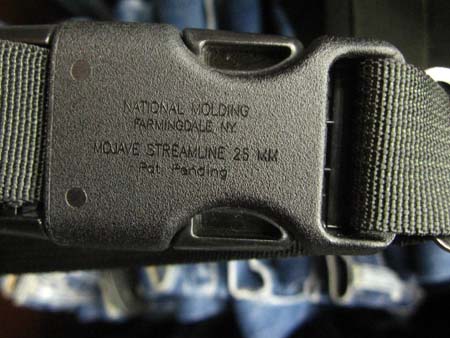 NATIONAL MOLDING
FARMINGDALE, NY
MOJAVE STREAMLINE 25 MM
Pat. Pending